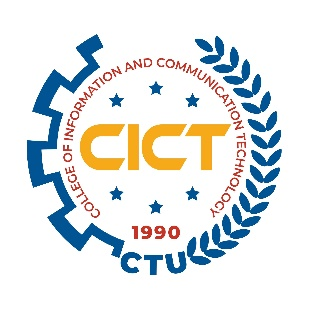 COLLEGE OF INFORMATION AND COMMUNICATION TECHNOLOGY
CICT
1990
CTU